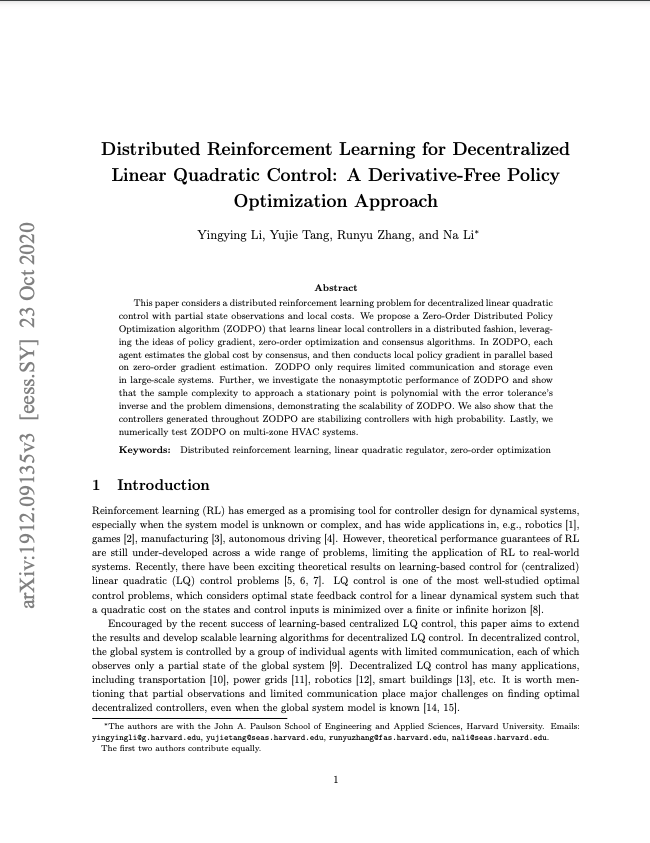 arXiv:1912.09135v3 [eess.SY] 23 Oct 2020
Distributed Reinforcement Learning for Decentralized
Linear Quadratic Control: A Derivative-Free Policy
Optimization Approach
Yingying Li, Yujie Tang, Runyu Zhang, and Na Li*
Abstract
This paper considers a distributed reinforcement learning problem for decentralized linear quadratic
control with partial state observations and local costs. We propose a Zero-Order Distributed Policy
Optimization algorithm (ZODPO) that learns linear local controllers in a distributed fashion, leverag-
ing the ideas of policy gradient, zero-order optimization and consensus algorithms. In ZODPO, each
agent estimates the global cost by consensus, and then conducts local policy gradient in parallel based
on zero-order gradient estimation. ZODPO only requires limited communication and storage even
in large-scale systems. Further, we investigate the nonasymptotic performance of ZODPO and show
that the sample complexity to approach a stationary point is polynomial with the error tolerance's
inverse and the problem dimensions, demonstrating the scalability of ZODPO. We also show that the
controllers generated throughout ZODPO are stabilizing controllers with high probability. Lastly, we
numerically test ZODPO on multi-zone HVAC systems.
Keywords: Distributed reinforcement learning, linear quadratic regulator, zero-order optimization
1 Introduction
Reinforcement learning (RL) has emerged as a promising tool for controller design for dynamical systems,
especially when the system model is unknown or complex, and has wide applications in, e.g., robotics [1],
games [2], manufacturing [3], autonomous driving [4]. However, theoretical performance guarantees of RL
are still under-developed across a wide range of problems, limiting the application of RL to real-world
systems. Recently, there have been exciting theoretical results on learning-based control for (centralized)
linear quadratic (LQ) control problems [5, 6, 7]. LQ control is one of the most well-studied optimal
control problems, which considers optimal state feedback control for a linear dynamical system such that
a quadratic cost on the states and control inputs is minimized over a finite or infinite horizon [8].
Encouraged by the recent success of learning-based centralized LQ control, this paper aims to extend
the results and develop scalable learning algorithms for decentralized LQ control. In decentralized control,
the global system is controlled by a group of individual agents with limited communication, each of which
observes only a partial state of the global system [9]. Decentralized LQ control has many applications,
including transportation [10], power grids [11], robotics [12], smart buildings [13], etc. It is worth men-
tioning that partial observations and limited communication place major challenges on finding optimal
decentralized controllers, even when the global system model is known [14, 15].
*The authors are with the John A. Paulson School of Engineering and Applied Sciences, Harvard University. Emails:
yingyingli@g.harvard.edu, yujietang@seas.harvard.edu, runyuzhang@fas.harvard.edu, nali@seas.harvard.edu.
The first two authors contribute equally.
1